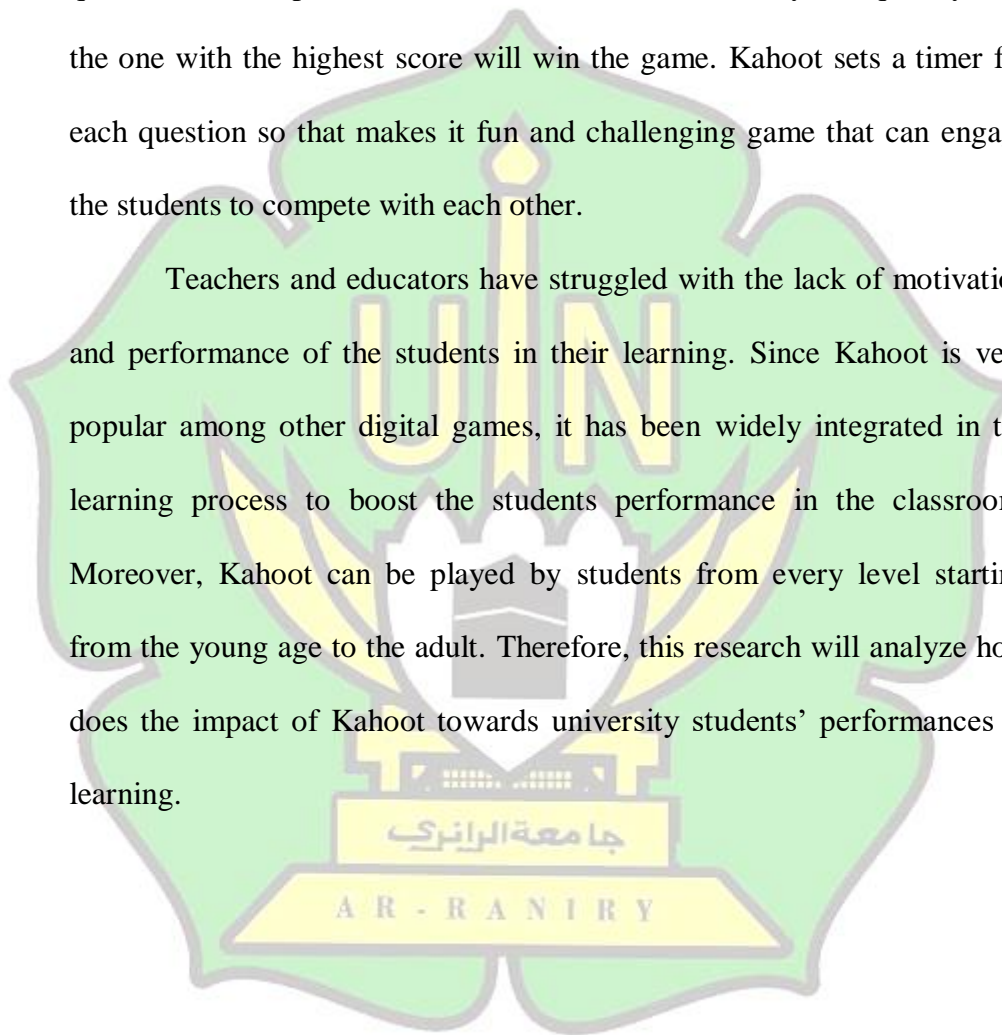 the one with the highest score will win the game. Kahoot sets a timer f
each question so that makes it fun and challenging game that can enga
the students to compete with each other.
Teachers and educators have struggled with the lack of motivatio
and performance of the students in their learning. Since Kahoot is ve
popular among other digital games, it has been widely integrated in t
learning process to boost the students performance in the classroom
Moreover, Kahoot can be played by students from every level startin
from the young age to the adult. Therefore, this research will analyze ho
does the impact of Kahoot towards university students’ performances
learning.
UIN
جامعة الرانري
AR-RANIRY